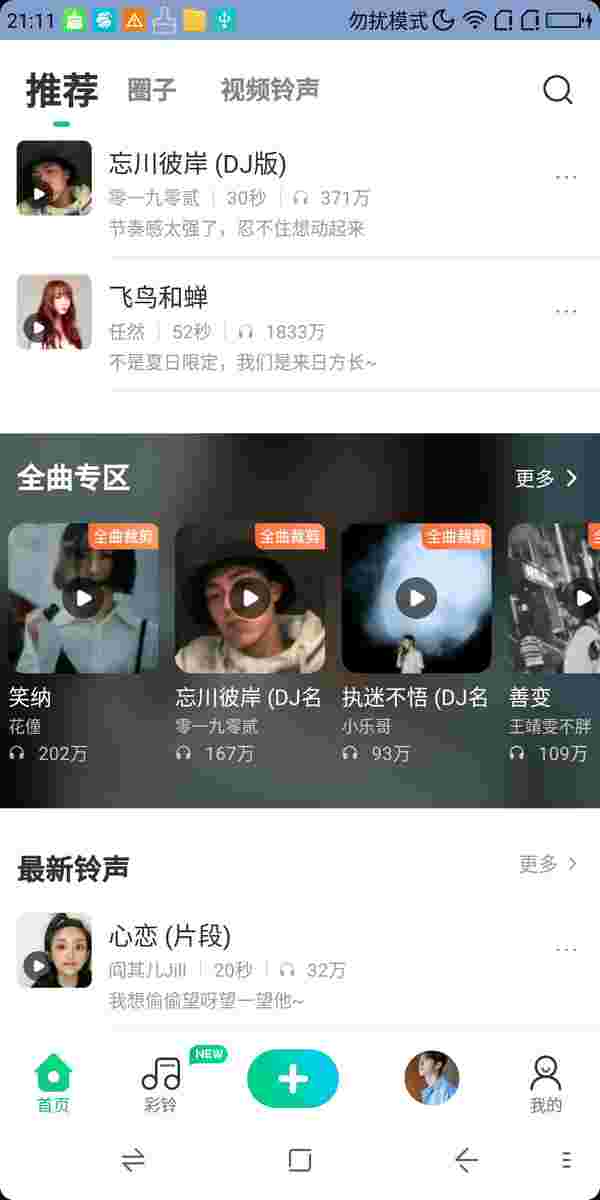 21:11 勿扰模式
推荐 圈子 视频铃声
忘川彼岸 (DJ版)
零一九零贰 30秒 371万
节奏感太强了，忍不住想动起来
飞鸟和蝉
任然 52秒 1833万
不是夏日限定，我们是来日方长~
全曲专区 更多
全曲裁剪 全曲裁剪 全曲裁剪
笑纳 忘川彼岸 (DJ名 执迷不悟 (DJ名 善变
花僮 零一九零贰 小乐哥 王靖雯不胖
202万 167万 93万 109万
最新铃声 更多
心恋 (片段)
阎其儿Jill 20秒 32万
我想偷偷望呀望一望他~
NEW
首页 彩铃 我的